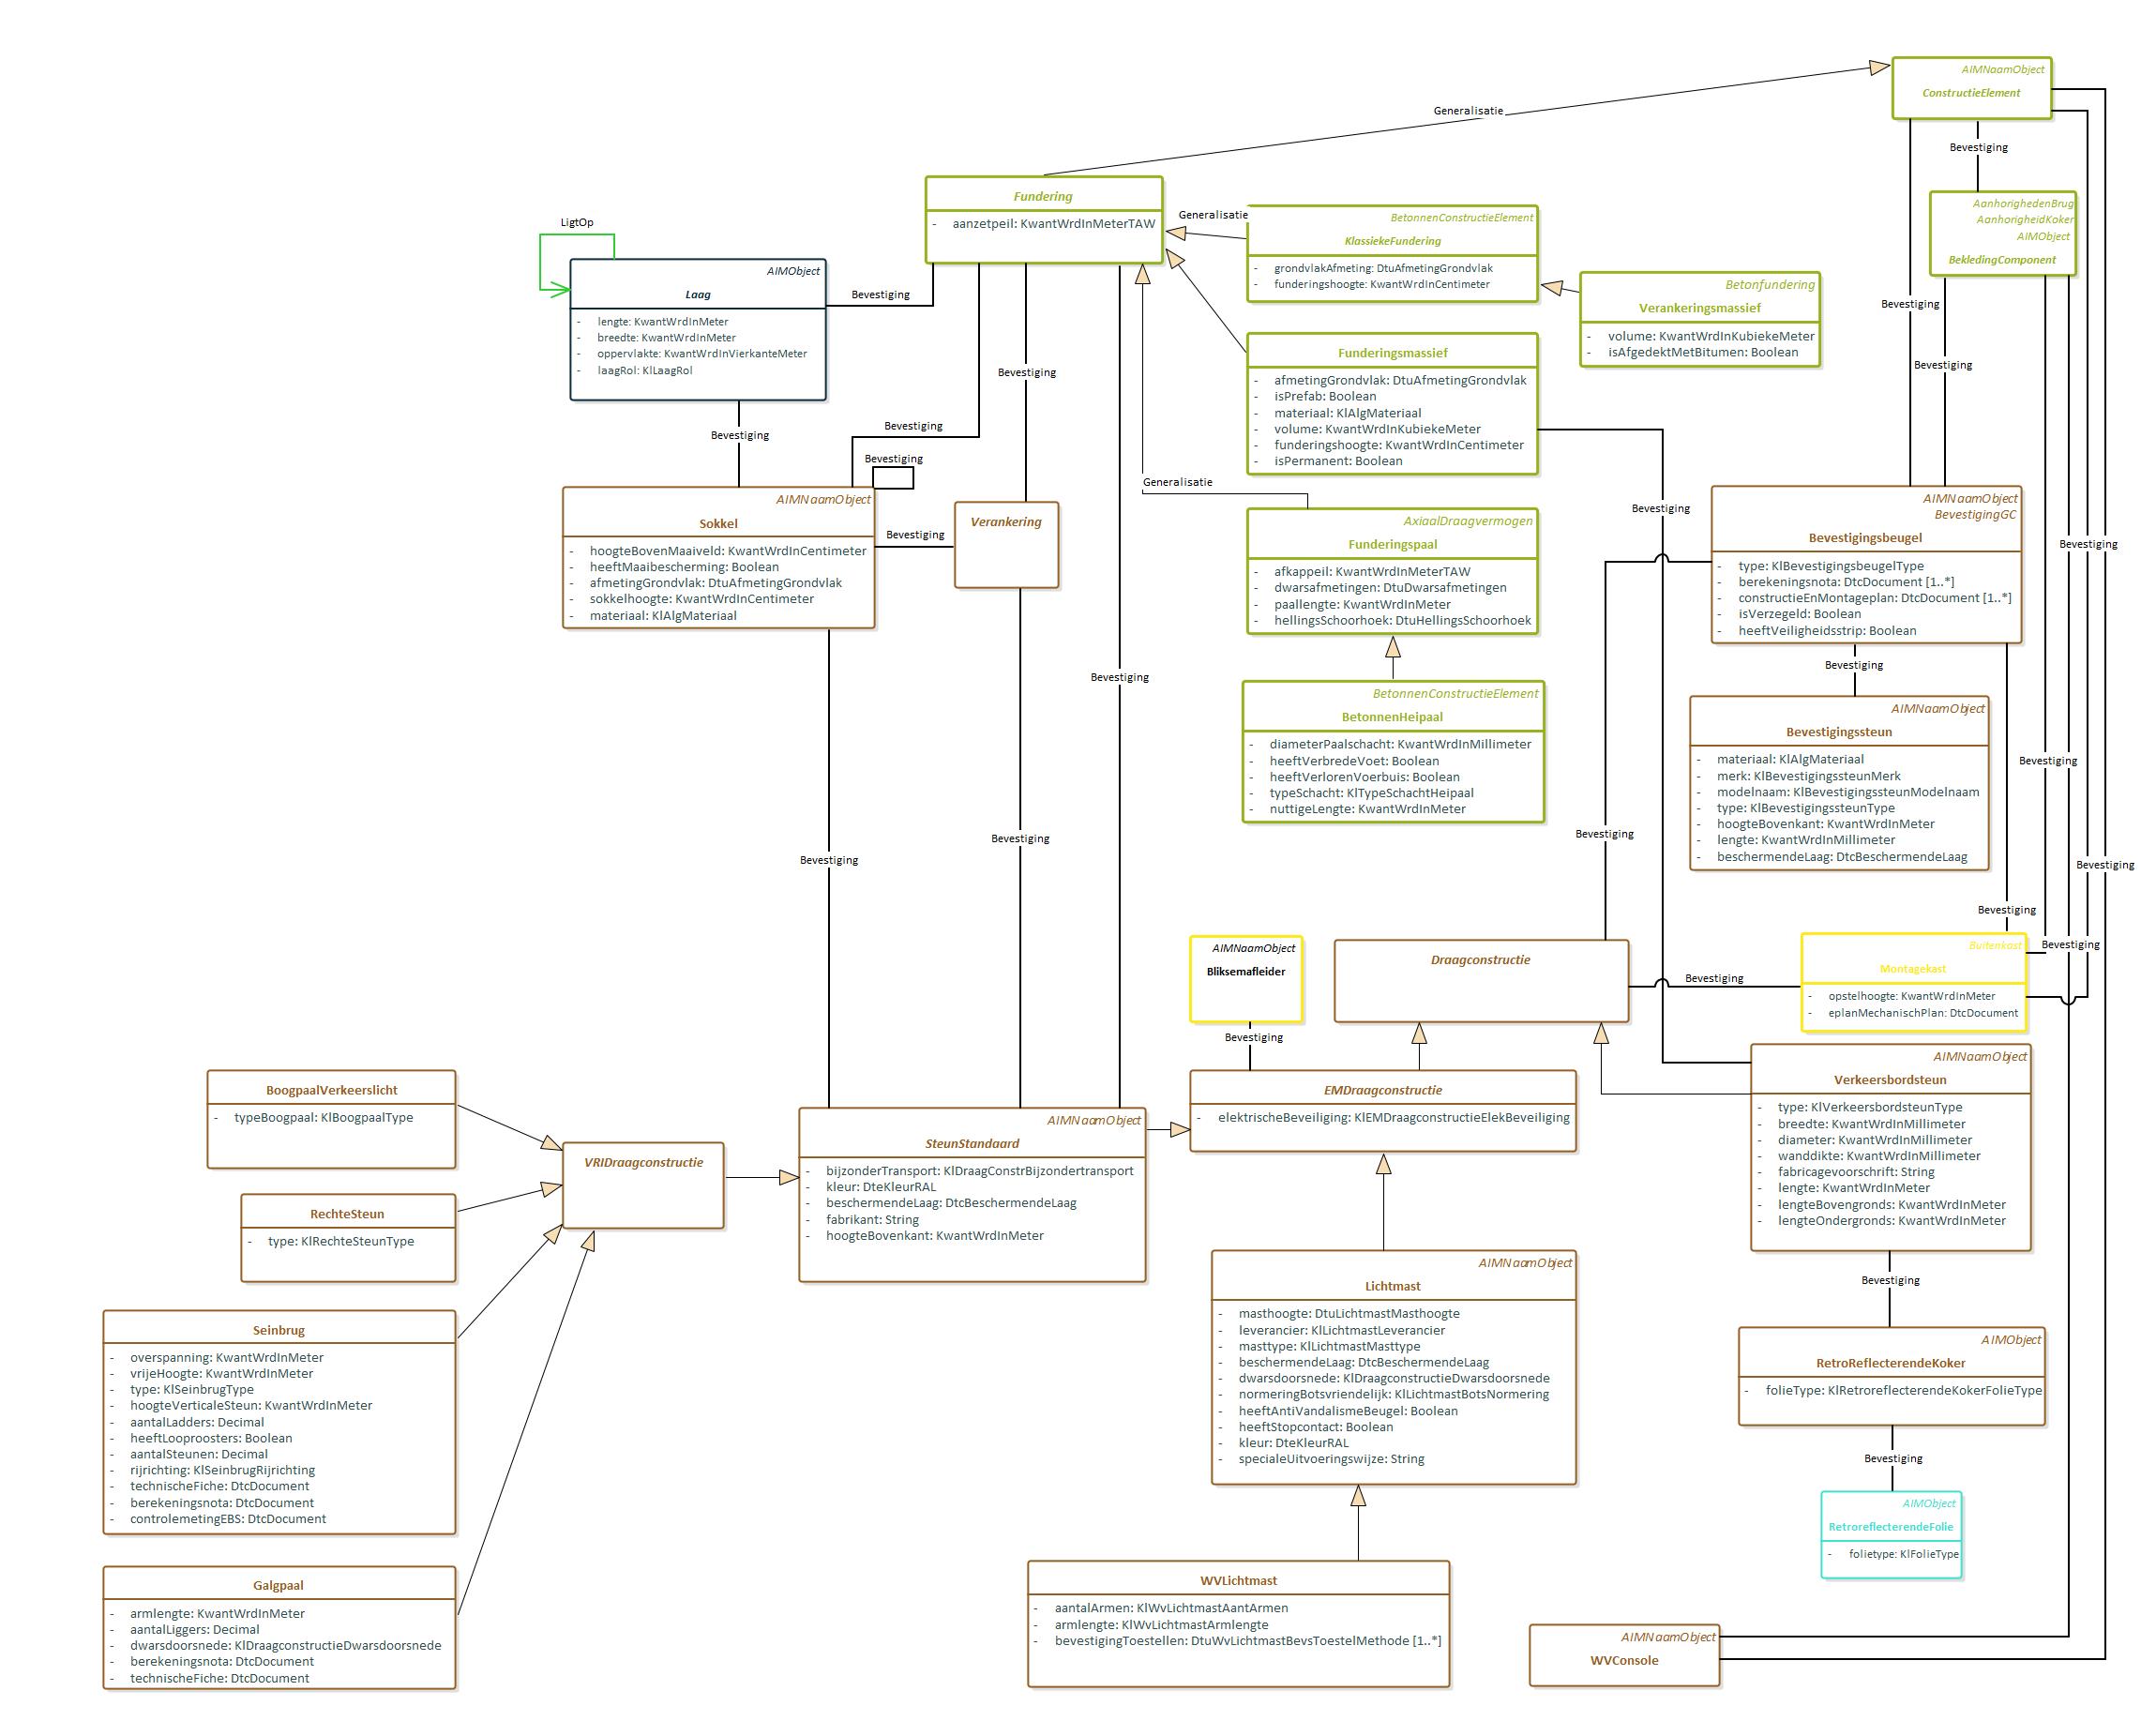 AIMNaamObject
ConstructieElement
Generalisatie
Bevestiging
Fundering
- aanzetpeil: KwantWrdInMeterTAW
AanhorighedenBrug
AanhorigheidKoker
AIMObject
BekledingComponent
Generalisatie
BetonnenConstructieElement
KlassiekeFundering
- grondvlakAfmeting: DtuAfmetingGrondvlak
- funderingshoogte: KwantWrdInCentimeter
LigtOp
AIMObject
Laag
- lengte: KwantWrdInMeter
- breedte: KwantWrdInMeter
- oppervlakte: KwantWrdInVierkanteMeter
- laagRol: KlLaagRol
Bevestiging
Betonfundering
Verankeringsmassief
- volume: KwantWrdInKubiekeMeter
- isAfgedektMetBitumen: Boolean
Bevestiging
Bevestiging
Bevestiging
Funderingsmassief
- afmetingGrondvlak: DtuAfmetingGrondvlak
- isPrefab: Boolean
- materiaal: KlAlgMateriaal
- volume: KwantWrdInKubiekeMeter
- funderingshoogte: KwantWrdInCentimeter
- isPermanent: Boolean
Bevestiging
Bevestiging
Bevestiging
Generalisatie
AIMNaamObject
Sokkel
- hoogteBovenMaaiveld: KwantWrdInCentimeter
- heeftMaaibescherming: Boolean
- afmetingGrondvlak: DtuAfmetingGrondvlak
- sokkelhoogte: KwantWrdInCentimeter
- materiaal: KlAlgMateriaal
Bevestiging
Verankering
AxiaalDraagvermogen
Funderingspaal
- afkappeil: KwantWrdInMeterTAW
- dwarsafmetingen: DtuDwarsafmetingen
- paallengte: KwantWrdInMeter
- hellingsSchoorhoek: DtuHellingsSchoorhoek
Bevestiging
AIMNaamObject
BevestigingGC
Bevestigingsbeugel
- type: KlBevestigingsbeugelType
- berekeningsnota: DtcDocument [1..*]
- constructieEnMontageplan: DtcDocument [1..*]
- isVerzegeld: Boolean
- heeftVeiligheidsstrip: Boolean
Bevestiging
Bevestiging
Bevestiging
BetonnenConstructieElement
BetonnenHeipaal
- diameterPaalschacht: KwantWrdInMillimeter
- heeftVerbredeVoet: Boolean
- heeftVerlorenVoerbuis: Boolean
- typeSchacht: KlTypeSchachtHeipaal
- nuttigeLengte: KwantWrdInMeter
AIMNaamObject
Bevestigingssteun
- materiaal: KlAlgMateriaal
- merk: KlBevestigingssteunMerk
- modelnaam: KlBevestigingssteunModelnaam
- type: KlBevestigingssteunType
- hoogteBovenkant: KwantWrdInMeter
- lengte: KwantWrdInMillimeter
- beschermendeLaag: DtcBeschermendeLaag
Bevestiging
Bevestiging
Bevestiging
Bevestiging
Bevestiging
Bevestiging
Bevestiging
AIMNaamObject
Bliksemafleider
Draagconstructie
Bevestiging
Buitenkast
Montagekast
- opstelhoogte: KwantWrdInMeter
- eplanMechanischPlan: DtcDocument
Bevestiging
BoogpaalVerkeerslicht
- typeBoogpaal: KlBoogpaalType
VRIDraagconstructie
AIMNaamObject
SteunStandaard
- bijzonderTransport: KlDraagConstrBijzondertransport
- kleur: DteKleurRAL
- beschermendeLaag: DtcBeschermendeLaag
- fabrikant: String
- hoogteBovenkant: KwantWrdInMeter
EMDraagconstructie
- elektrischeBeveiliging: KlEMDraagconstructieElekBeveiliging
AIMNaamObject
Verkeersbordsteun
- type: KlVerkeersbordsteunType
- breedte: KwantWrdInMillimeter
- diameter: KwantWrdInMillimeter
- wanddikte: KwantWrdInMillimeter
- fabricagevoorschrift: String
- lengte: KwantWrdInMeter
- lengteBovengronds: KwantWrdInMeter
- lengteOndergronds: KwantWrdInMeter
RechteSteun
- type: KlRechteSteunType
Bevestiging
Seinbrug
- overspanning: KwantWrdInMeter
- vrijeHoogte: KwantWrdInMeter
- type: KlSeinbrugType
- hoogteVerticaleSteun: KwantWrdInMeter
- aantalLadders: Decimal
- heeftLooproosters: Boolean
- aantalSteunen: Decimal
- rijrichting: KlSeinbrugRijrichting
- technischeFiche: DtcDocument
- berekeningsnota: DtcDocument
- controlemetingEBS: DtcDocument
AIMNaamObject
Lichtmast
- masthoogte: DtuLichtmastMasthoogte
- leverancier: KlLichtmastLeverancier
- masttype: KlLichtmastMasttype
- beschermendeLaag: DtcBeschermendeLaag
- dwarsdoorsnede: KlDraagconstructieDwarsdoorsnede
- normeringBotsvriendelijk: KlLichtmastBotsNormering
- heeftAntiVandalismeBeugel: Boolean
- heeftStopcontact: Boolean
- kleur: DteKleurRAL
- specialeUitvoeringswijze: String
AIMObject
RetroReflecterendeKoker
- folieType: KlRetroreflecterendeKokerFolieType
Bevestiging
AIMObject
RetroreflecterendeFolie
- folietype: KlFolieType
Galgpaal
- armlengte: KwantWrdInMeter
- aantalLiggers: Decimal
- dwarsdoorsnede: KlDraagconstructieDwarsdoorsnede
- berekeningsnota: DtcDocument
- technischeFiche: DtcDocument
WVLichtmast
- aantalArmen: KlWvLichtmastAantArmen
- armlengte: KlWvLichtmastArmlengte
- bevestigingToestellen: DtuWvLichtmastBevsToestelMethode [1..*]
AIMNaamObject
WVConsole